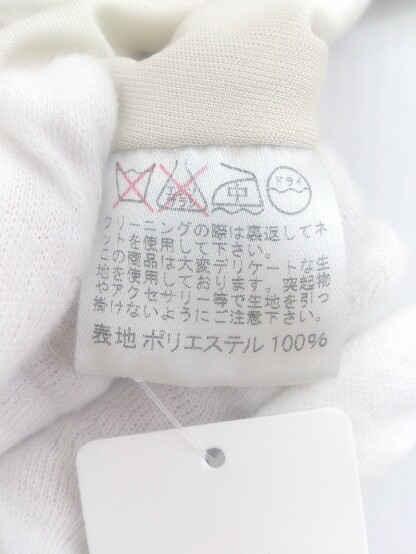 エンソ サラシ 中 ドライ
クリーニングの際は裏返してネ
ットを使用して下さい。
この商品は大変デリケートな生
地を使用しております。突起物
やアクセサリー等で生地を引っ
掛けないようにご注意下さい。
表地 ポリエステル 100%